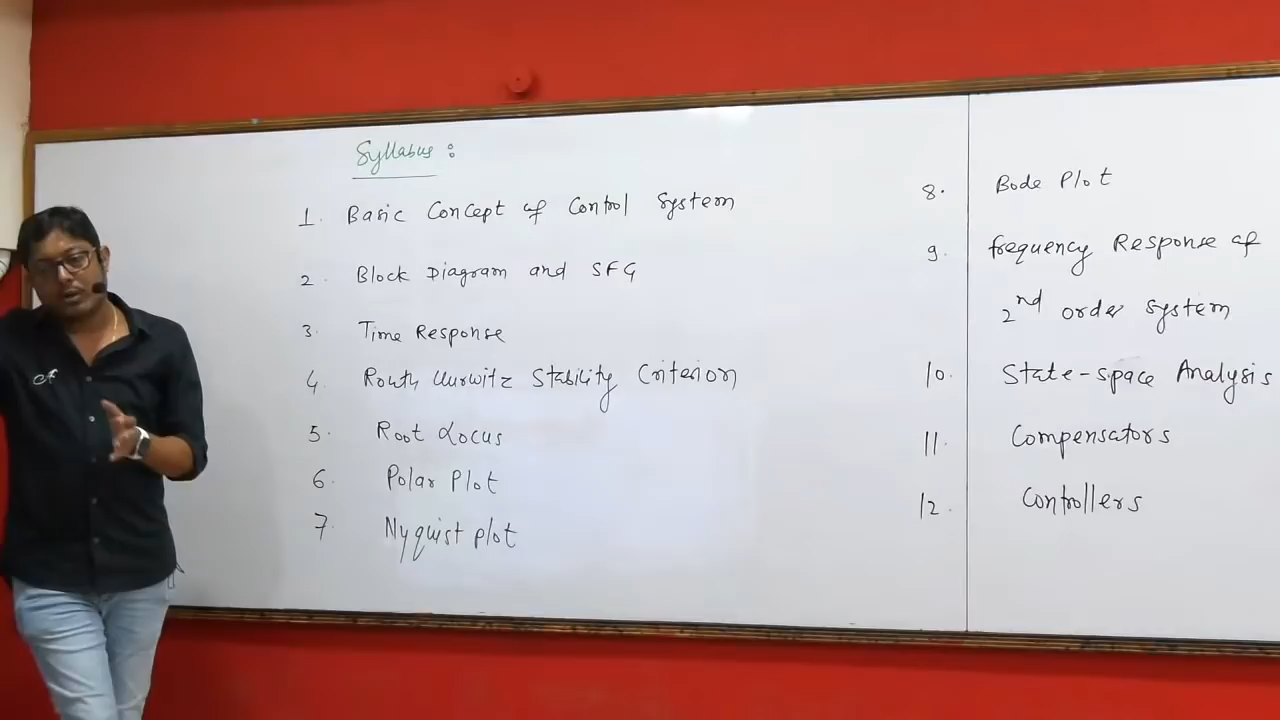 Syllabus :
1. Basic Concept of Control System
2. Block Diagram and SFG
3. Time Response
4. Routh Hurwitz Stability Criterion
5. Root Locus
6. Polar Plot
7. Nyquist plot
8. Bode Plot
9. frequency Response of
2nd order system
10. State-space Analysis
11. Compensators
12. Controllers